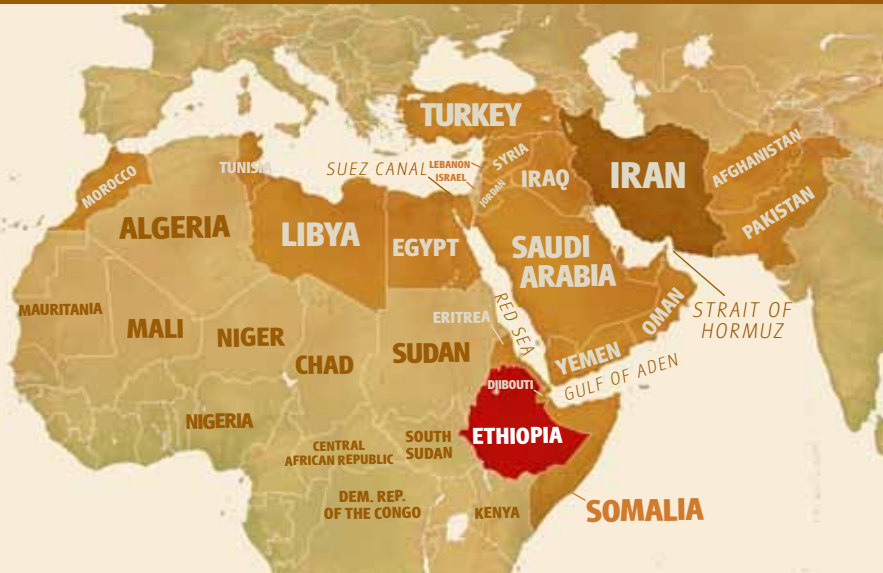 TURKEY
MOROCCO
TUNISIA
SUEZ CANAL
LEBANON
ISRAEL
SYRIA
JORDAN
IRAQ
IRAN
AFGHANISTAN
PAKISTAN
ALGERIA
LIBYA
EGYPT
SAUDI
ARABIA
OMAN
STRAIT OF
HORMUZ
MAURITANIA
MALI
NIGER
CHAD
SUDAN
ERITREA
RED SEA
YEMEN
GULF OF ADEN
DJIBOUTI
NIGERIA
CENTRAL
AFRICAN REPUBLIC
SOUTH
SUDAN
ETHIOPIA
DEM. REP.
OF THE CONGO
KENYA
SOMALIA